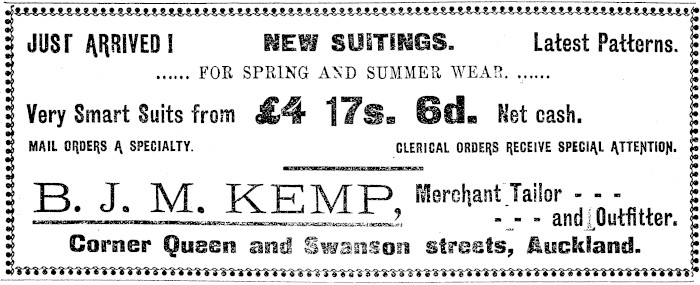 JUST ARRIVED! NEW SUITINGS. Latest Patterns.
...... FOR SPRING AND SUMMER WEAR. ......
Very Smart Suits from £4 17s. 6d. Net cash.
MAIL ORDERS A SPECIALTY. CLERICAL ORDERS RECEIVE SPECIAL ATTENTION.
B. J. M. KEMP, Merchant Tailor - - -
- - - and Outfitter.
Corner Queen and Swanson streets, Auckland.